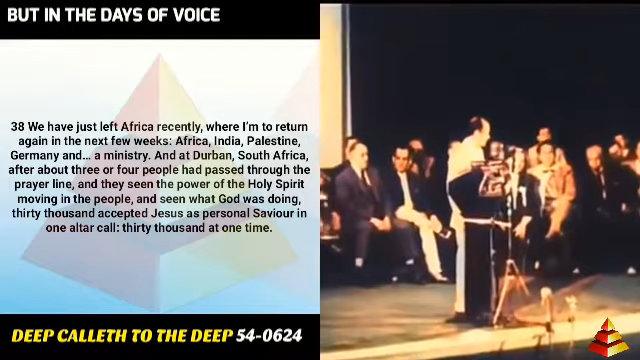 BUT IN THE DAYS OF VOICE
38 We have just left Africa recently, where I'm to return
again in the next few weeks: Africa, India, Palestine,
Germany and... a ministry. And at Durban, South Africa,
after about three or four people had passed through the
prayer line, and they seen the power of the Holy Spirit
moving in the people, and seen what God was doing,
thirty thousand accepted Jesus as personal Saviour in
one altar call: thirty thousand at one time.
DEEP CALLETH TO THE DEEP 54-0624